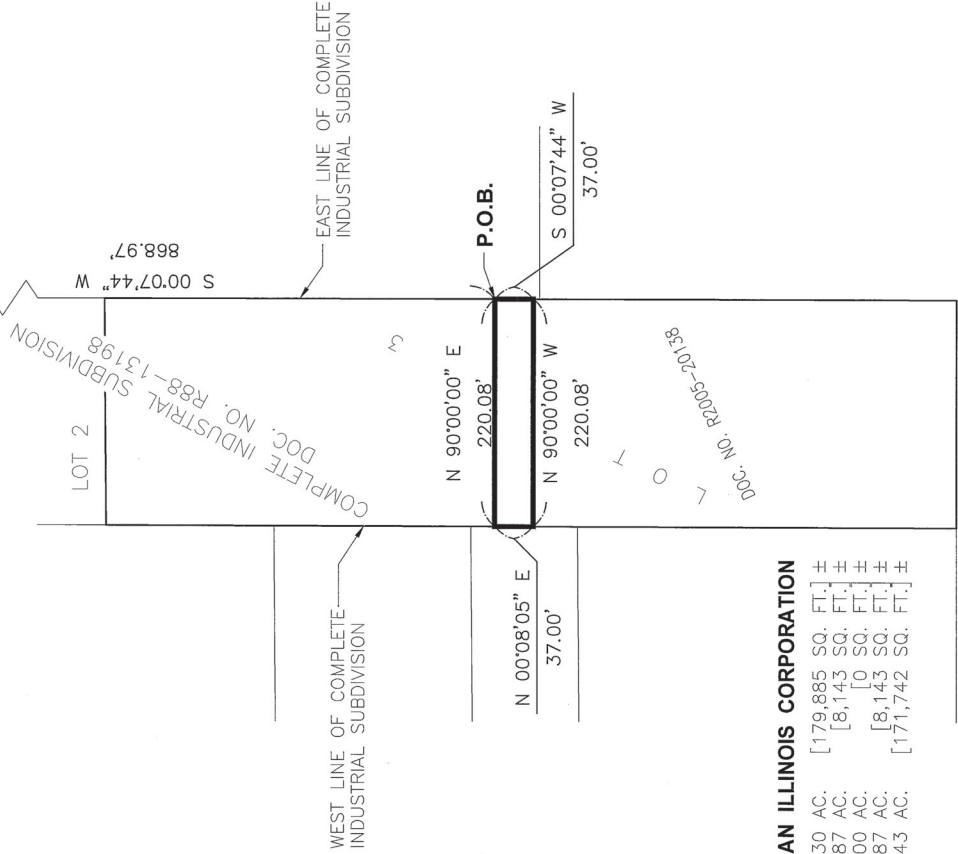 LOT 2
COMPLETE INDUSTRIAL SUBDIVISION
DOC. NO. R88-13198
S 00°07'44" W
868.97'
EAST LINE OF COMPLETE
INDUSTRIAL SUBDIVISION
WEST LINE OF COMPLETE
INDUSTRIAL SUBDIVISION
P.O.B.
N 90°00'00" E
220.08'
N 90°00'00" W
220.08'
S 00°07'44" W
37.00'
N 00°08'05" E
37.00'
LOT 3
DOC. NO. R2005-20138
AN ILLINOIS CORPORATION
30 AC. [179,885 SQ. FT.] ±
87 AC. [8,143 SQ. FT.] ±
00 AC. [0 SQ. FT.] ±
87 AC. [8,143 SQ. FT.] ±
43 AC. [171,742 SQ. FT.] ±